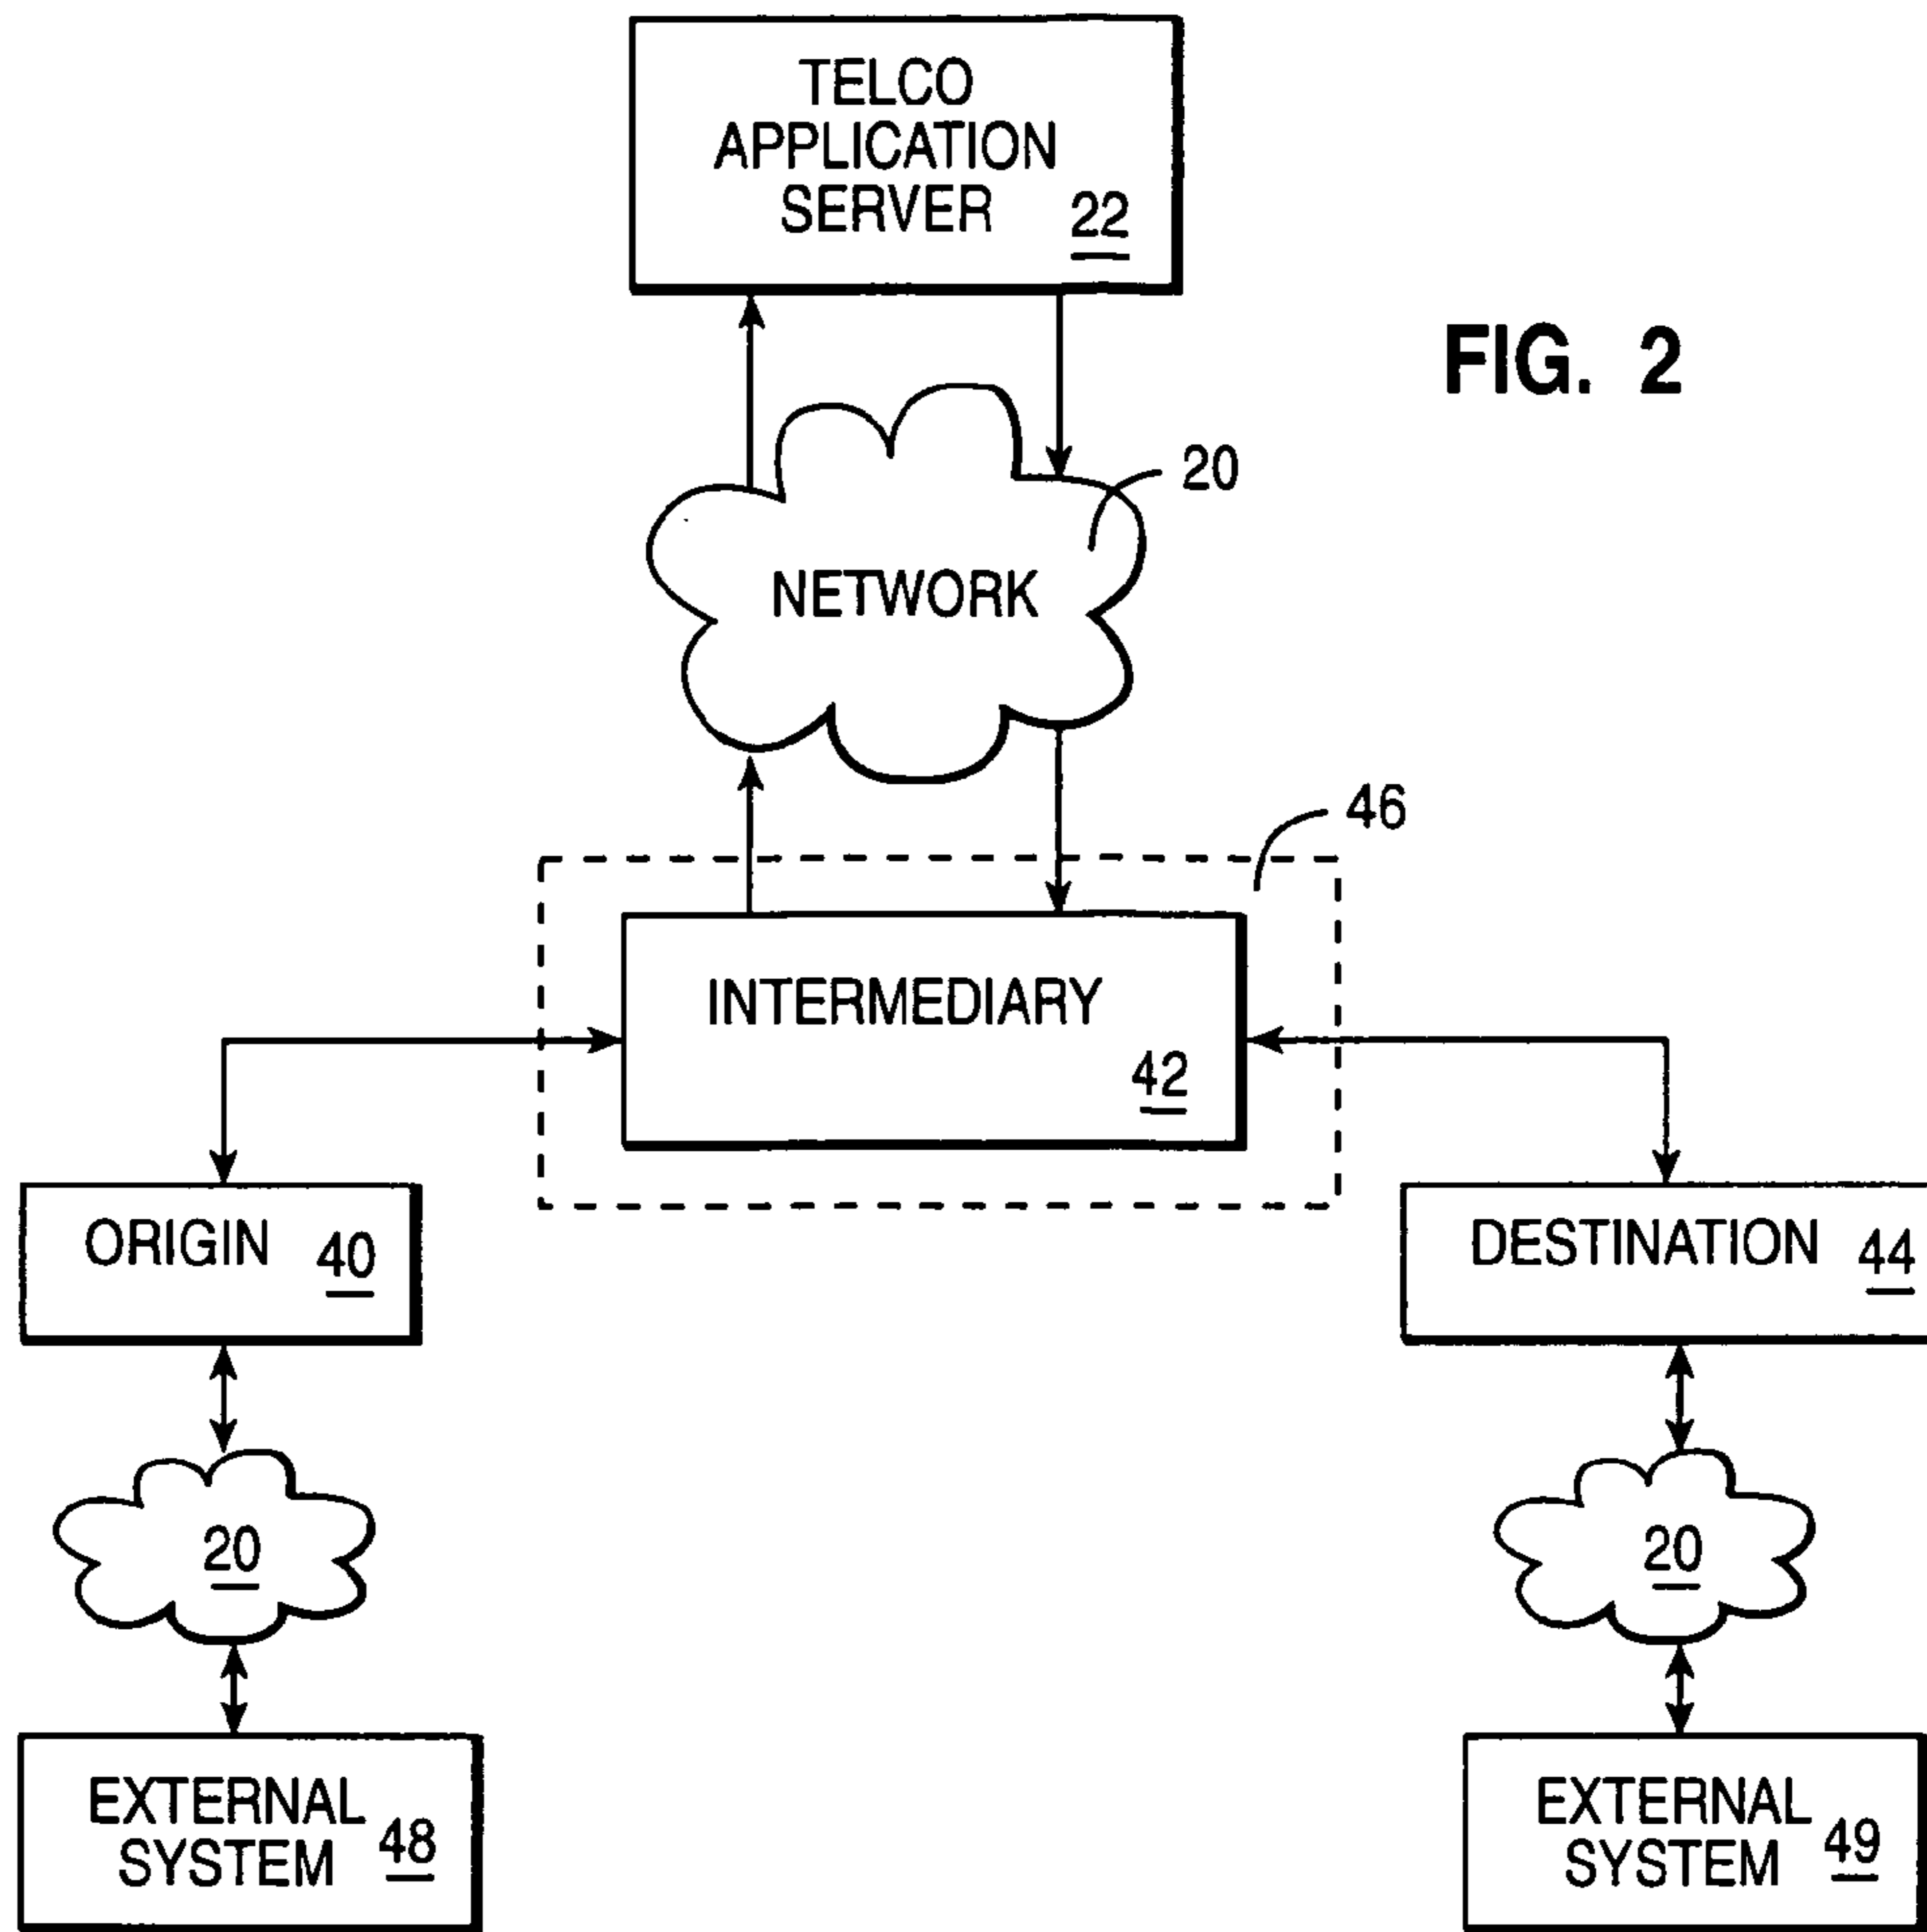 TELCO
APPLICATION
SERVER 22
FIG. 2
20
NETWORK
46
INTERMEDIARY
42
ORIGIN 40
DESTINATION 44
20
20
EXTERNAL
SYSTEM 48
EXTERNAL
SYSTEM 49